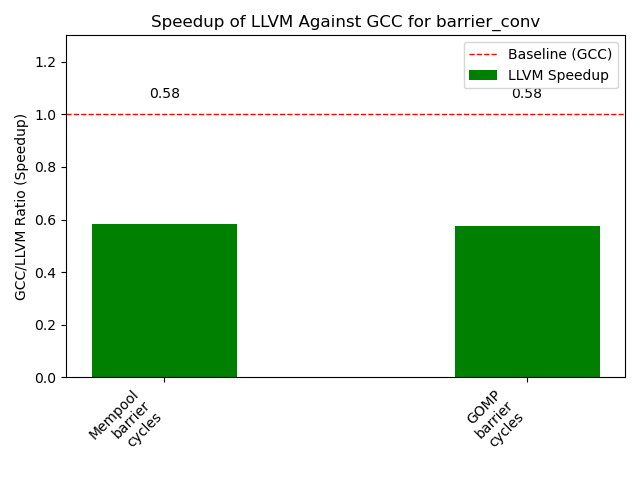 Speedup of LLVM Against GCC for barrier_conv
Baseline (GCC)
LLVM Speedup
0.58
0.58
GCC/LLVM Ratio (Speedup)
1.2
1.0
0.8
0.6
0.4
0.2
0.0
Mempool
barrier
cycles
GOMP
barrier
cycles